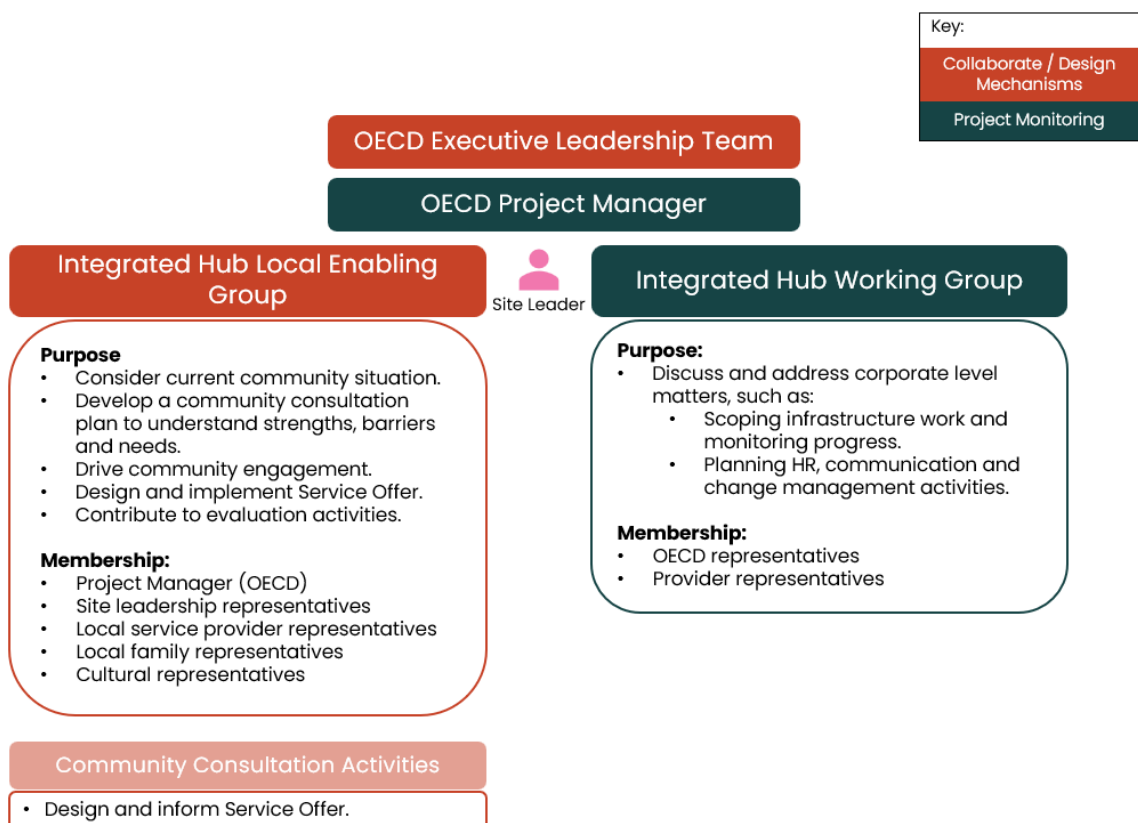 Key:
Collaborate / Design
Mechanisms
Project Monitoring
OECD Executive Leadership Team
OECD Project Manager
Integrated Hub Local Enabling
Group
Site Leader
Integrated Hub Working Group
Purpose
• Consider current community situation.
• Develop a community consultation
plan to understand strengths, barriers
and needs.
• Drive community engagement.
• Design and implement Service Offer.
• Contribute to evaluation activities.
Membership:
• Project Manager (OECD)
• Site leadership representatives
• Local service provider representatives
• Local family representatives
• Cultural representatives
Purpose:
• Discuss and address corporate level
matters, such as:
• Scoping infrastructure work and
monitoring progress.
• Planning HR, communication and
change management activities.
Membership:
• OECD representatives
• Provider representatives
Community Consultation Activities
• Design and inform Service Offer.